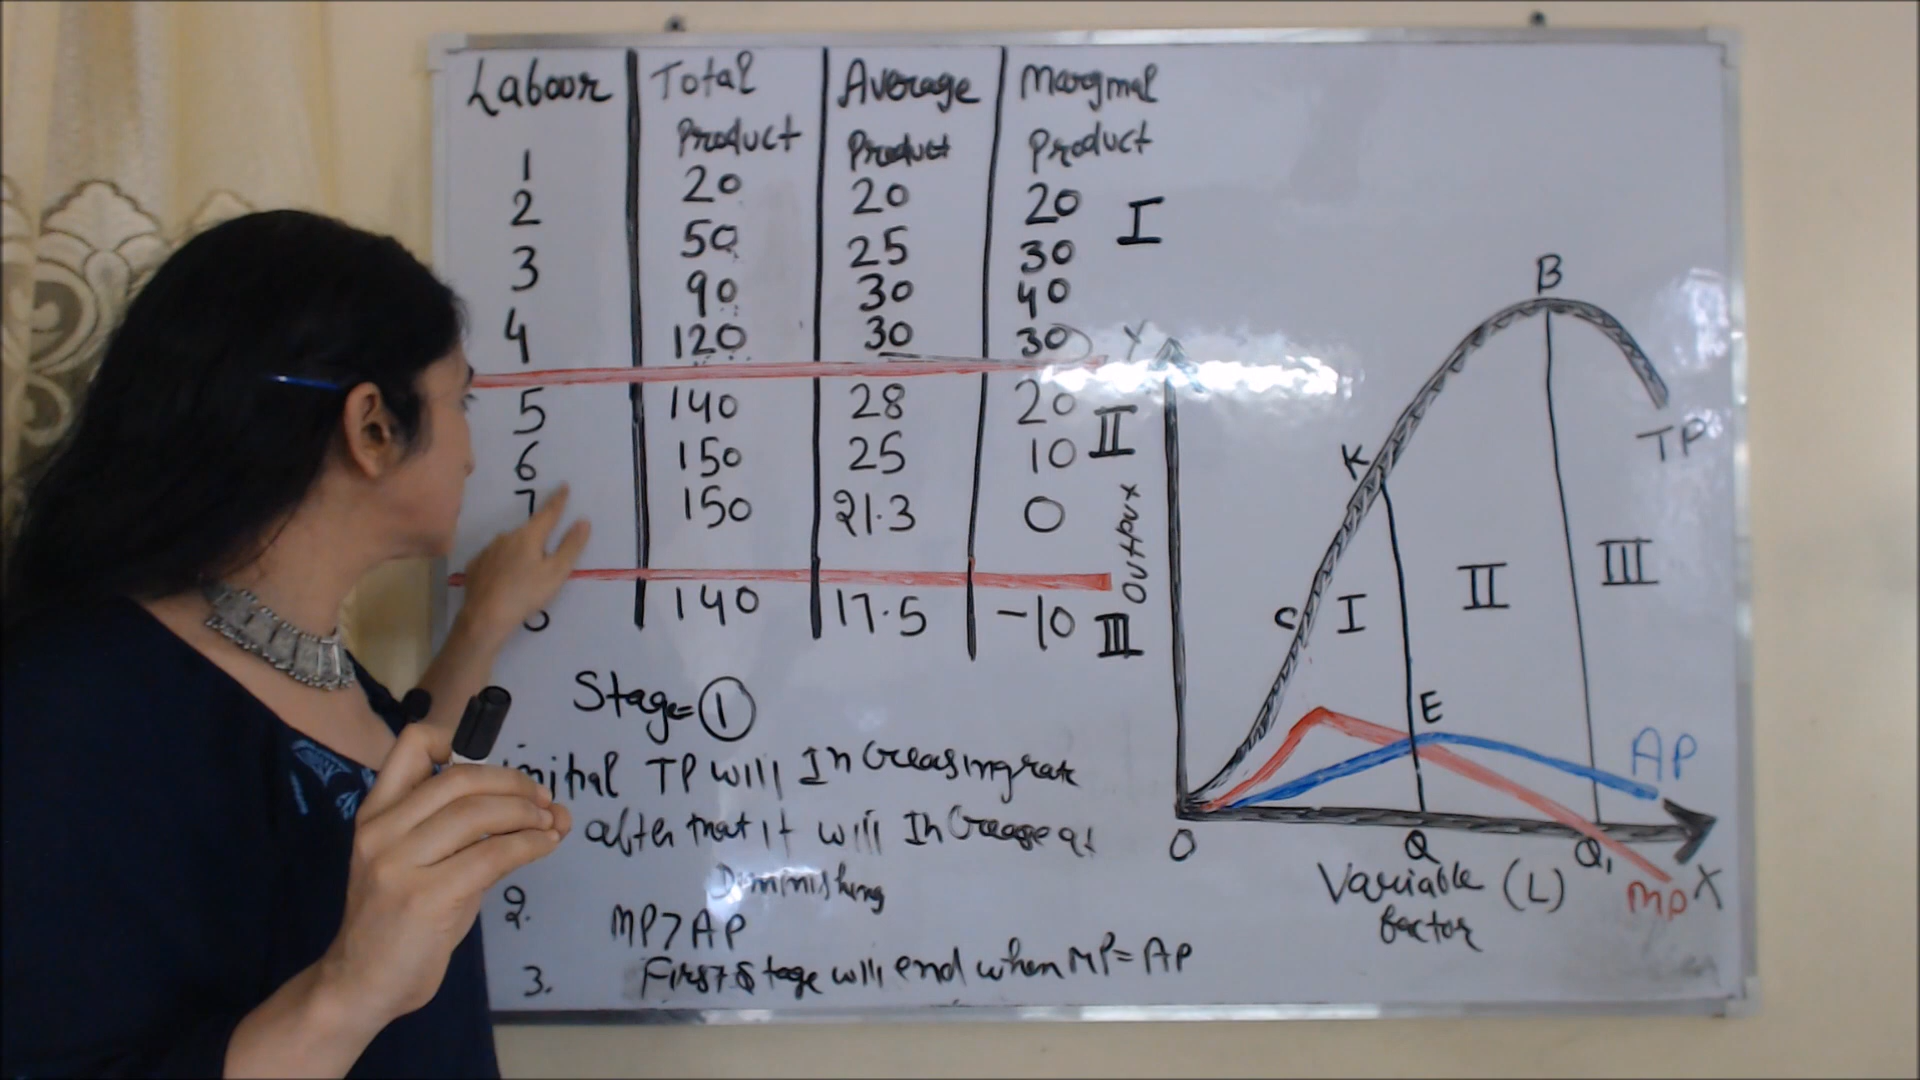 Labour Total Average Marginal
Product Product Product
1 20 20 20 I
2 50 25 30
3 90 30 40
4 120 30 30
5 140 28 20 II
6 150 25 10
7 150 21.3 0
140 17.5 -10 III
Stage = 1
initial TP will Increasing rate
after that it will Increase at
Diminishing
2. MP > AP
3. First Stage will end when MP = AP
Y
B
TP
K
Output
I II III
C
E
AP
O Q Q1
MP X
Variable (L)
factor